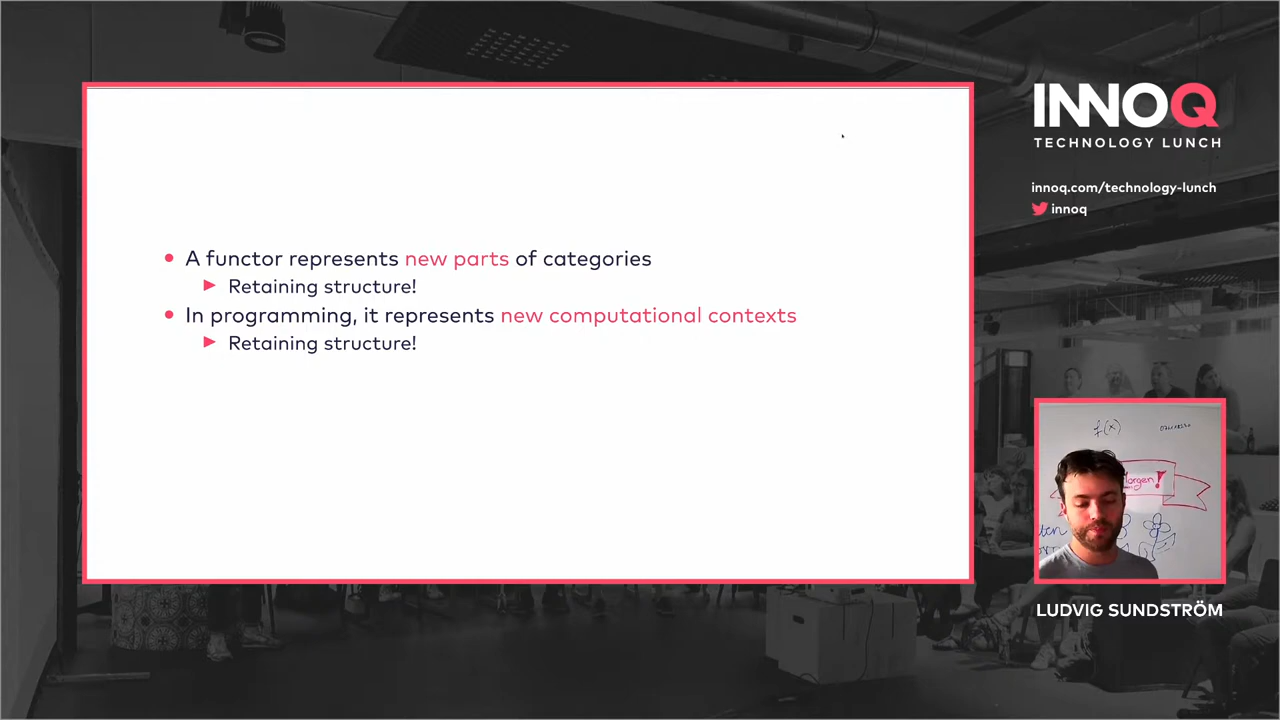 INNOQ
TECHNOLOGY LUNCH
innoq.com/technology-lunch
innoq
A functor represents new parts of categories
Retaining structure!
In programming, it represents new computational contexts
Retaining structure!
f(x)
LUDVIG SUNDSTRÖM